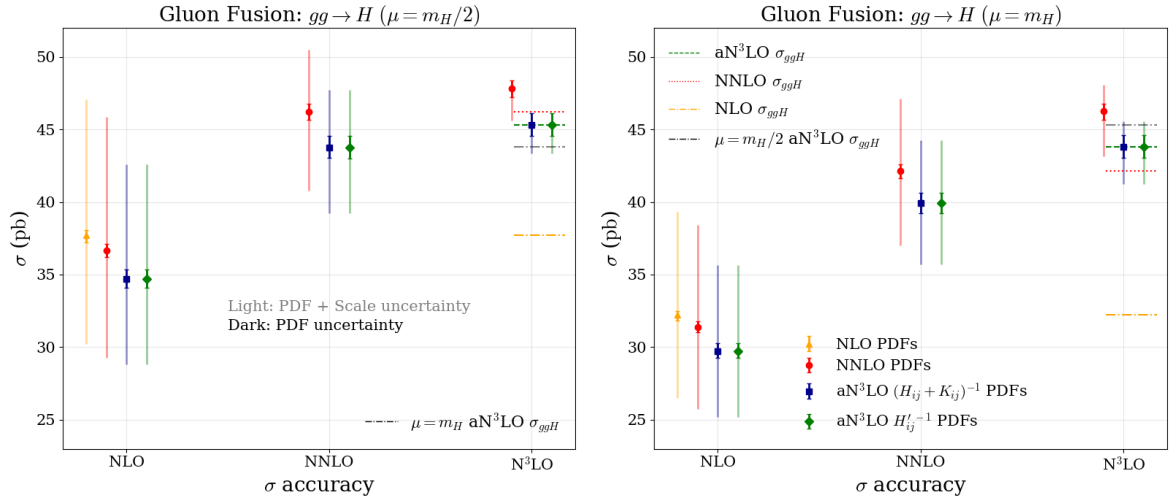 Gluon Fusion: gg → H (μ = m_H/2)
50
45
40
35
30
25
σ (pb)
Light: PDF + Scale uncertainty
Dark: PDF uncertainty
μ = m_H aN³LO σ_ggH
NLO
NNLO
N³LO
σ accuracy
Gluon Fusion: gg → H (μ = m_H)
aN³LO σ_ggH
NNLO σ_ggH
NLO σ_ggH
μ = m_H/2 aN³LO σ_ggH
50
45
40
35
30
25
σ (pb)
NLO PDFs
NNLO PDFs
aN³LO (H_ij + K_ij)⁻¹ PDFs
aN³LO H′_ij⁻¹ PDFs
NLO
NNLO
N³LO
σ accuracy